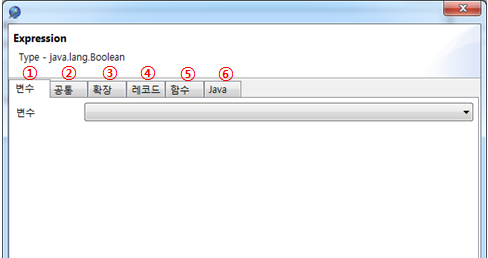 Expression
Type - java.lang.Boolean
① ② ③ ④ ⑤ ⑥
변수 공통 확장 레코드 함수 Java
변수